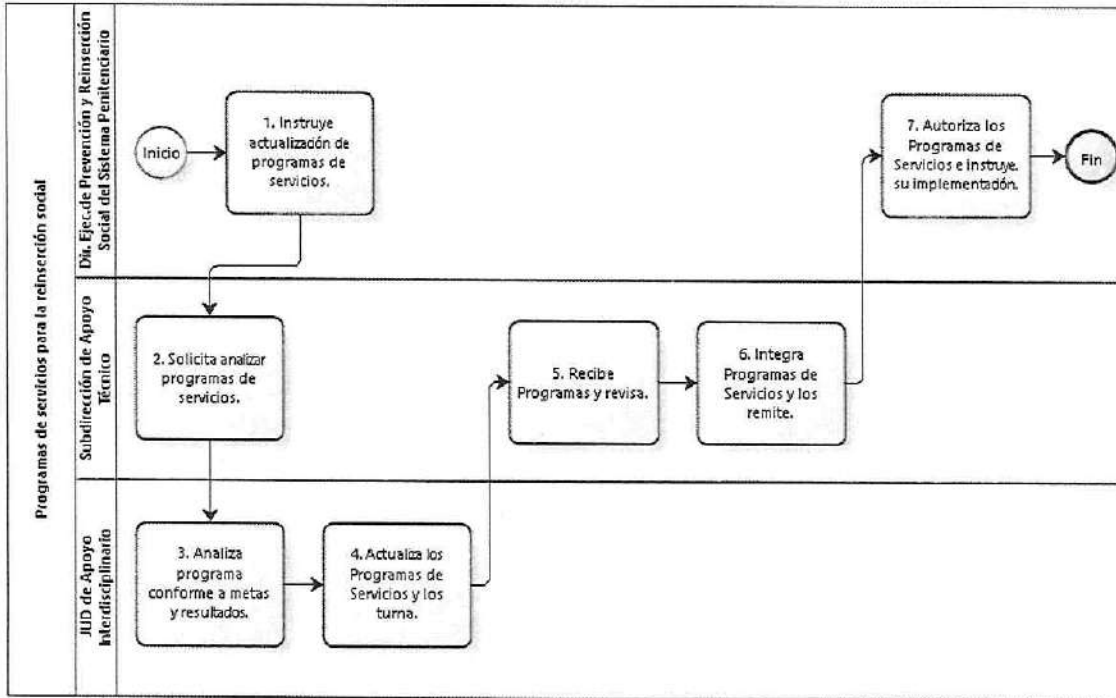 Programas de servicios para la reinserción social
Dir. Ejec. de Prevención y Reinserción
Social del Sistema Penitenciario
Inicio
1. Instruye
actualización de
programas de
servicios.
7. Autoriza los
Programas de
Servicios e instruye
su implementación.
Fin
Subdirección de Apoyo
Técnico
2. Solicita analizar
programas de
servicios.
5. Recibe
Programas y revisa.
6. Integra
Programas de
Servicios y los
remite.
JUD de Apoyo
Interdisciplinario
3. Analiza
programa
conforme a metas
y resultados.
4. Actualiza los
Programas de
Servicios y los
turna.